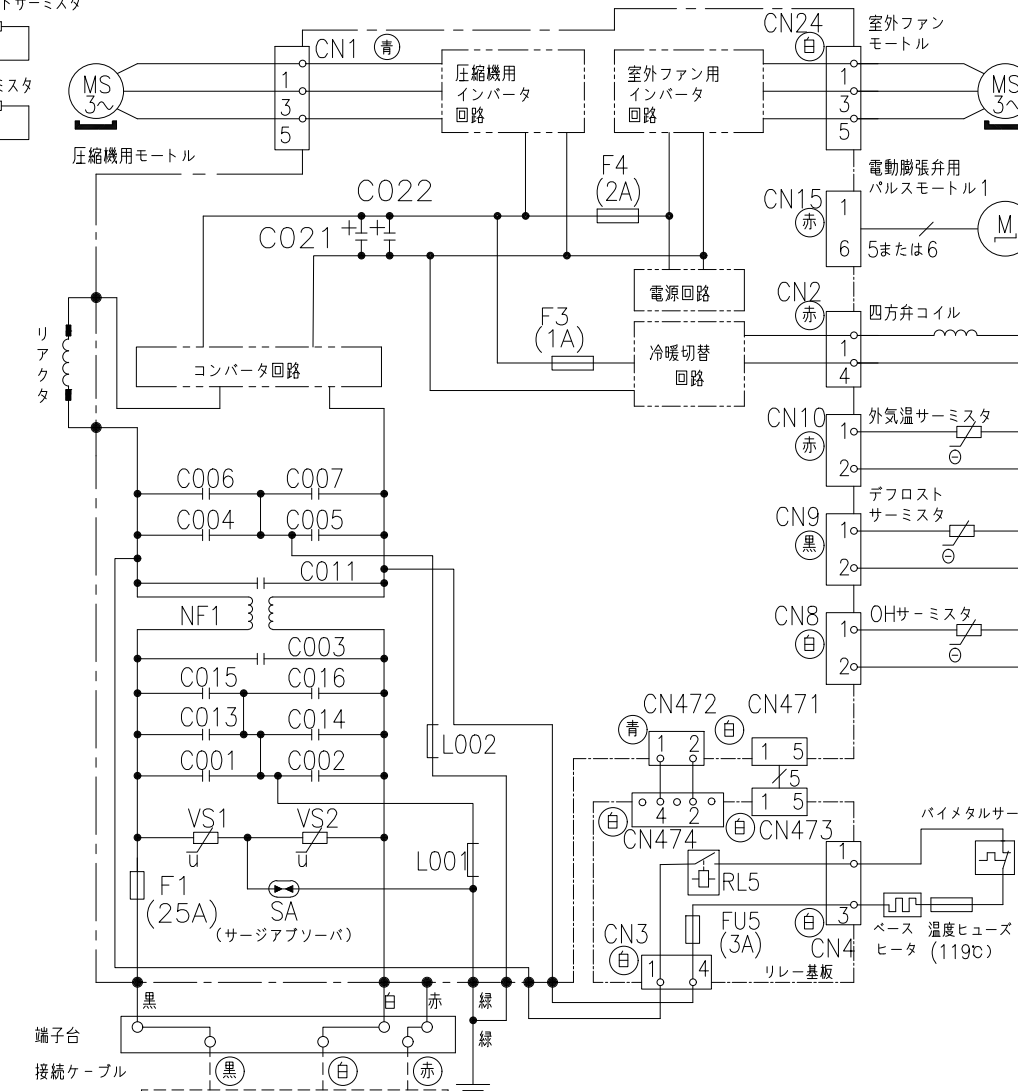 サーミスタ
ミスタ
MS
3〜
圧縮機用モートル
CN1
青
1
3
5
圧縮機用
インバータ
回路
室外ファン用
インバータ
回路
CN24
白
1
3
5
室外ファン
モートル
MS
3〜
C022
C021
F4
(2A)
電源回路
F3
(1A)
冷暖切替
回路
CN15
赤
1
6
電動膨張弁用
パルスモートル1
5または6
M
CN2
赤
1
4
四方弁コイル
CN10
赤
1
2
外気温サーミスタ
CN9
黒
1
2
デフロスト
サーミスタ
CN8
白
1
2
OHサーミスタ
リアクタ
コンバータ回路
C006
C007
C004
C005
C011
NF1
C003
C015
C016
C013
C014
C001
C002
L002
VS1
VS2
u
u
L001
F1
(25A)
SA
(サージアブソーバ)
CN472
青
1 2
CN471
白
1 5
5
4 2
白
CN474
1 5
白
CN473
RL5
FU5
(3A)
CN3
白
1 4
1
3
白
CN4
リレー基板
バイメタルサー
ベース
ヒータ
温度ヒューズ
(119℃)
黒
白
赤
緑
緑
端子台
接続ケーブル
黒
白
赤